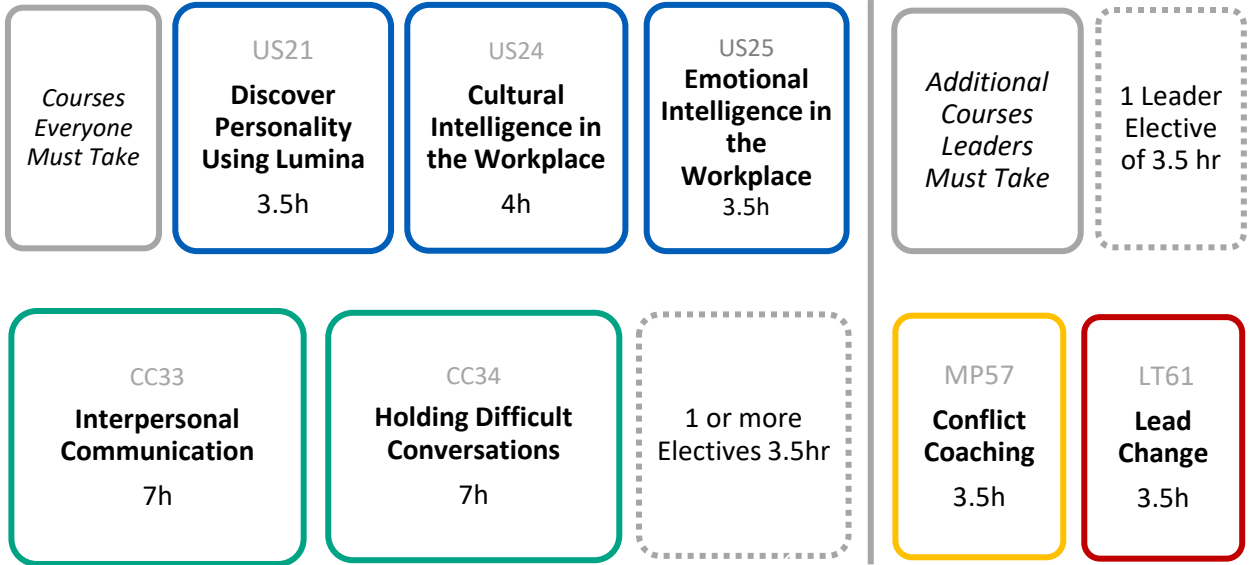 Courses
Everyone
Must Take
US21
Discover
Personality
Using Lumina
3.5h
US24
Cultural
Intelligence in
the Workplace
4h
US25
Emotional
Intelligence in
the
Workplace
3.5h
Additional
Courses
Leaders
Must Take
1 Leader
Elective
of 3.5 hr
CC33
Interpersonal
Communication
7h
CC34
Holding Difficult
Conversations
7h
1 or more
Electives 3.5hr
MP57
Conflict
Coaching
3.5h
LT61
Lead
Change
3.5h